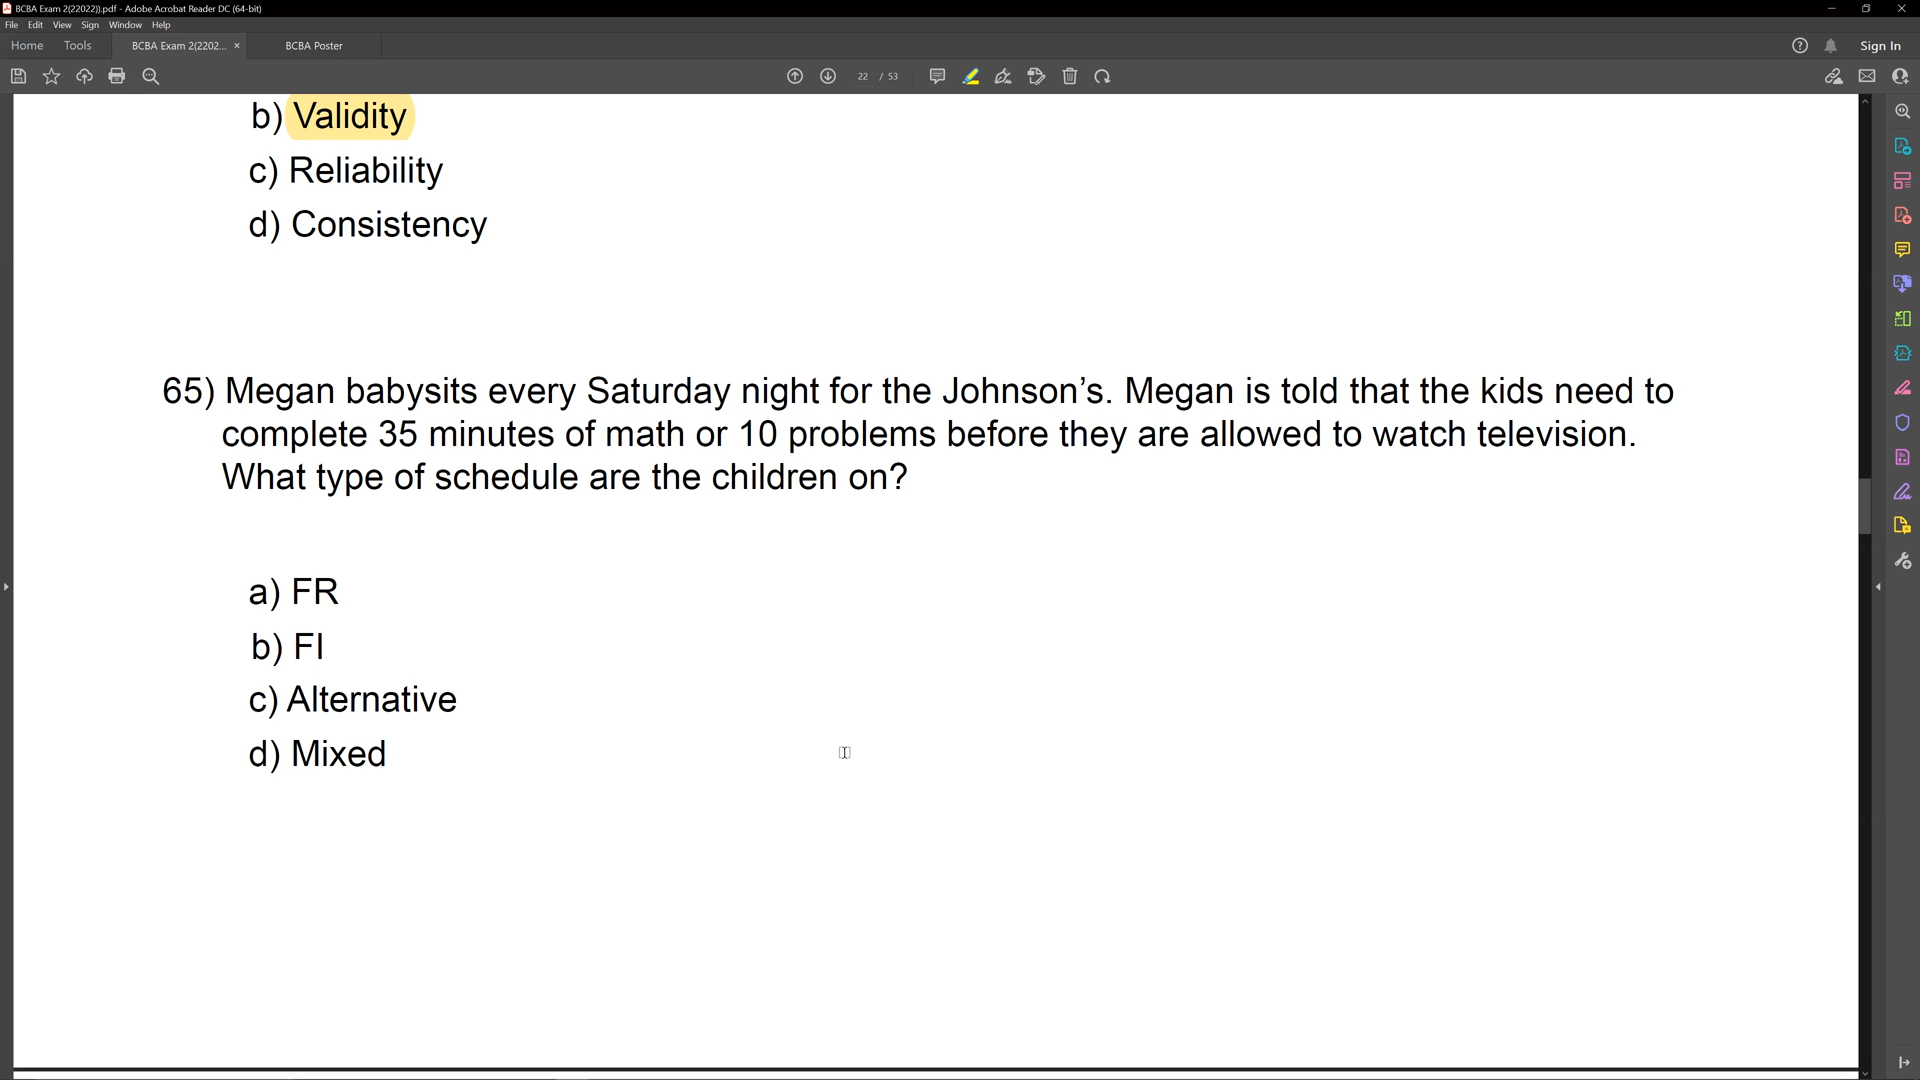 BCBA Exam 2(22022)).pdf - Adobe Acrobat Reader DC (64-bit)
File Edit View Sign Window Help
Home Tools BCBA Exam 2(2202... × BCBA Poster Sign In
22 / 53
b) Validity
c) Reliability
d) Consistency
65) Megan babysits every Saturday night for the Johnson’s. Megan is told that the kids need to
complete 35 minutes of math or 10 problems before they are allowed to watch television.
What type of schedule are the children on?
a) FR
b) FI
c) Alternative
d) Mixed